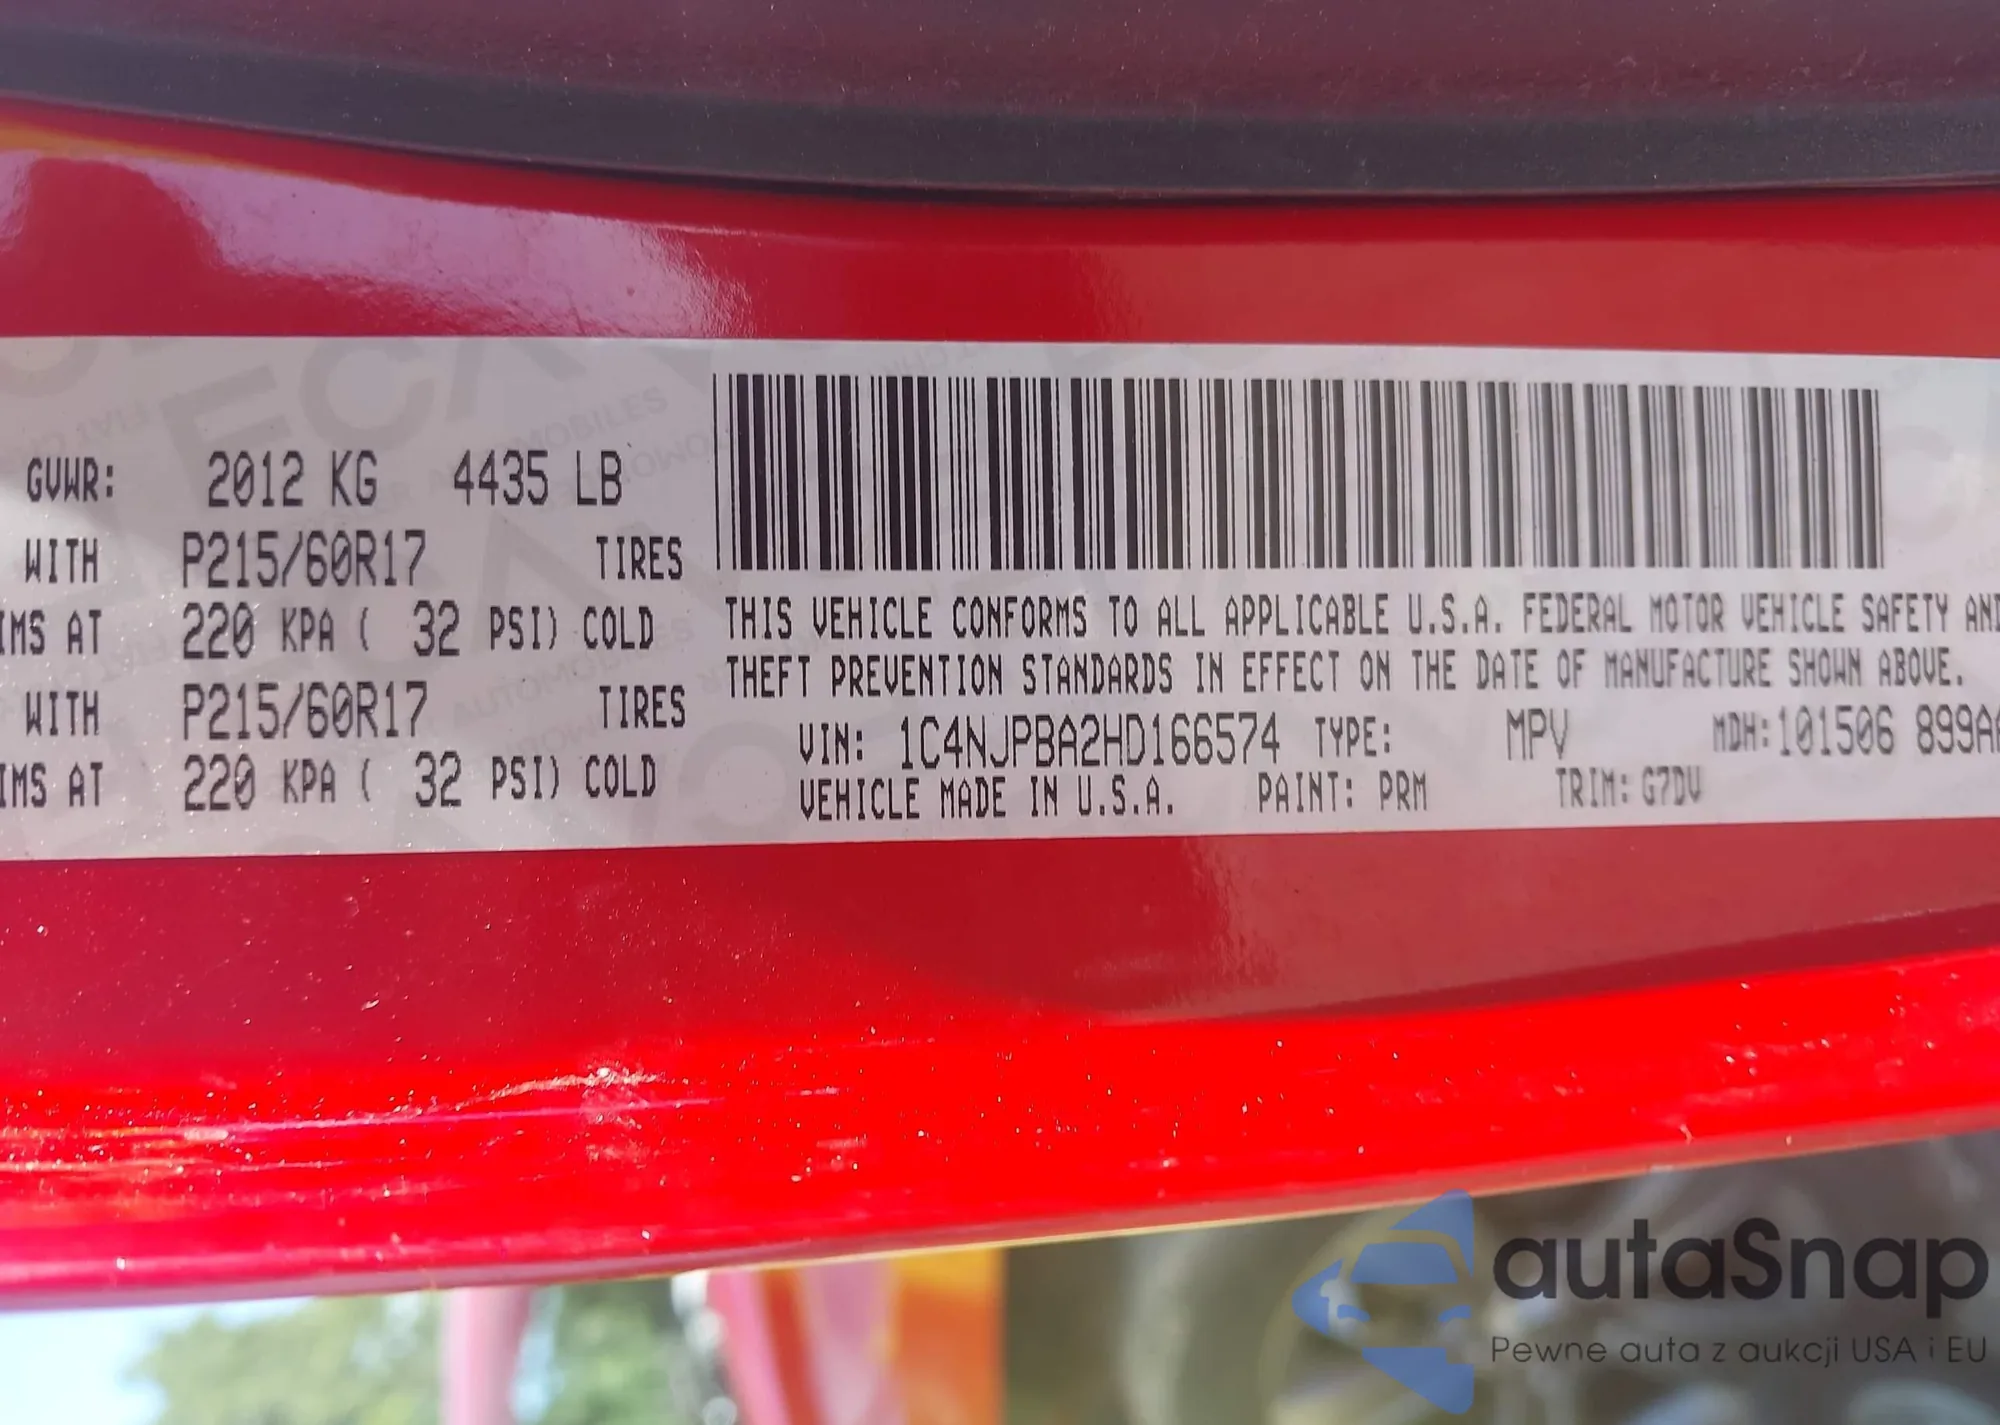 GVWR: 2012 KG 4435 LB
WITH P215/60R17 TIRES
IMS AT 220 KPA ( 32 PSI) COLD
WITH P215/60R17 TIRES
IMS AT 220 KPA ( 32 PSI) COLD
THIS VEHICLE CONFORMS TO ALL APPLICABLE U.S.A. FEDERAL MOTOR VEHICLE SAFETY AND
THEFT PREVENTION STANDARDS IN EFFECT ON THE DATE OF MANUFACTURE SHOWN ABOVE.
VIN: 1C4NJPBA2HD166574 TYPE: MPV MDH:101506 899AA
VEHICLE MADE IN U.S.A. PAINT: PRM TRIM: G7DV
autaSnap
Pewne auta z aukcji USA i EU